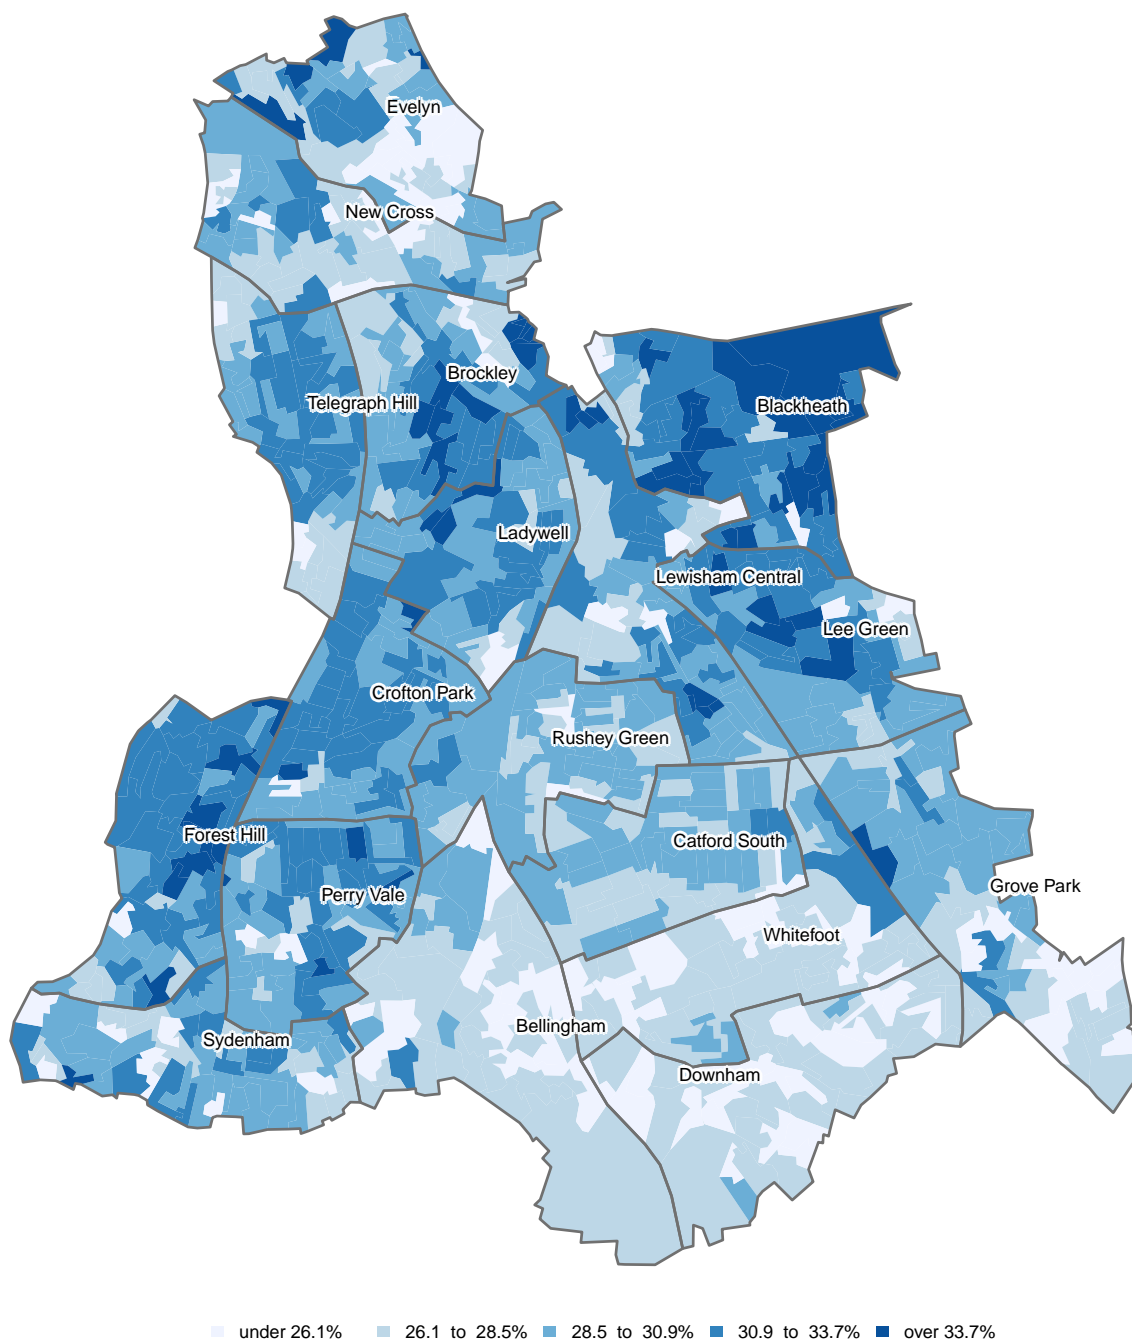 Evelyn
New Cross
Brockley
Telegraph Hill
Blackheath
Ladywell
Lewisham Central
Lee Green
Crofton Park
Rushey Green
Forest Hill
Catford South
Perry Vale
Grove Park
Whitefoot
Bellingham
Sydenham
Downham
under 26.1% 26.1 to 28.5% 28.5 to 30.9% 30.9 to 33.7% over 33.7%